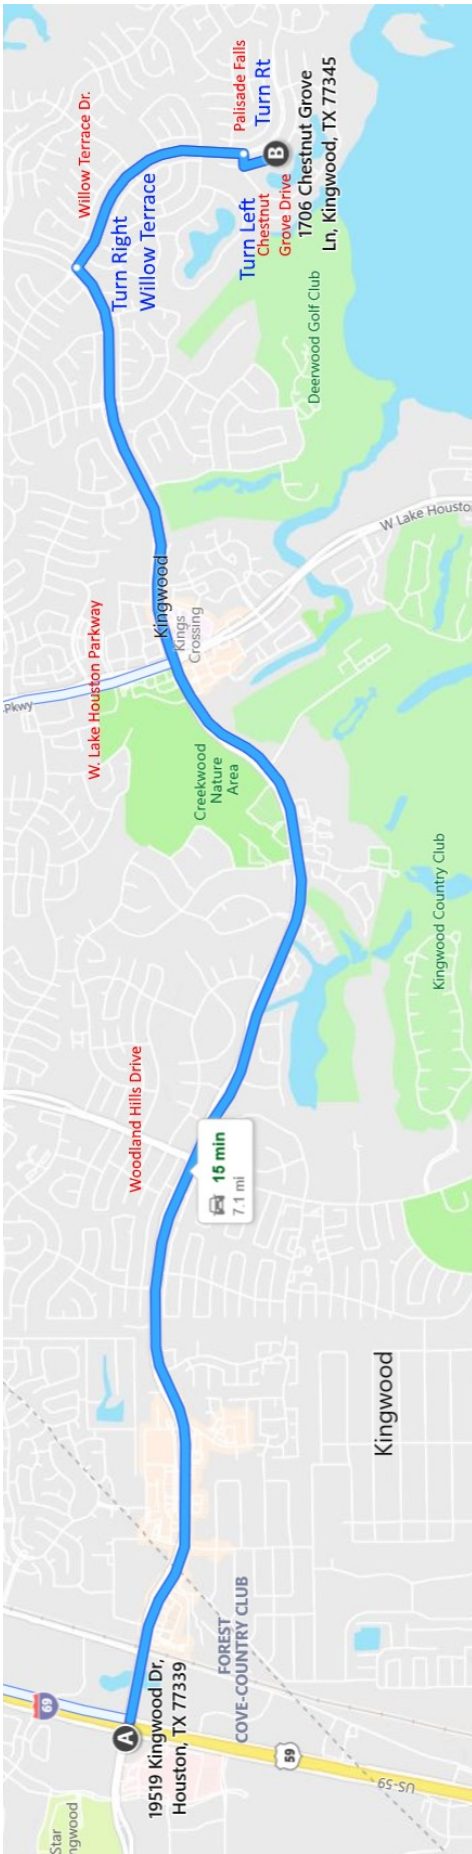 Star
ngwood
69
A
19519 Kingwood Dr,
Houston, TX 77339
59
US-59
FOREST
COVE-COUNTRY CLUB
Kingwood
15 min
7.1 mi
Woodland Hills Drive
Kingwood Country Club
Creekwood
Nature
Area
W. Lake Houston Parkway
Pkwy
Kingwood
Kings
Crossing
W Lake Housto
Deerwood Golf Club
Turn Right
Willow Terrace
Willow Terrace Dr.
Turn Left
Chestnut
Grove Drive
Palisade Falls
Turn Rt
B
1706 Chestnut Grove
Ln, Kingwood, TX 77345